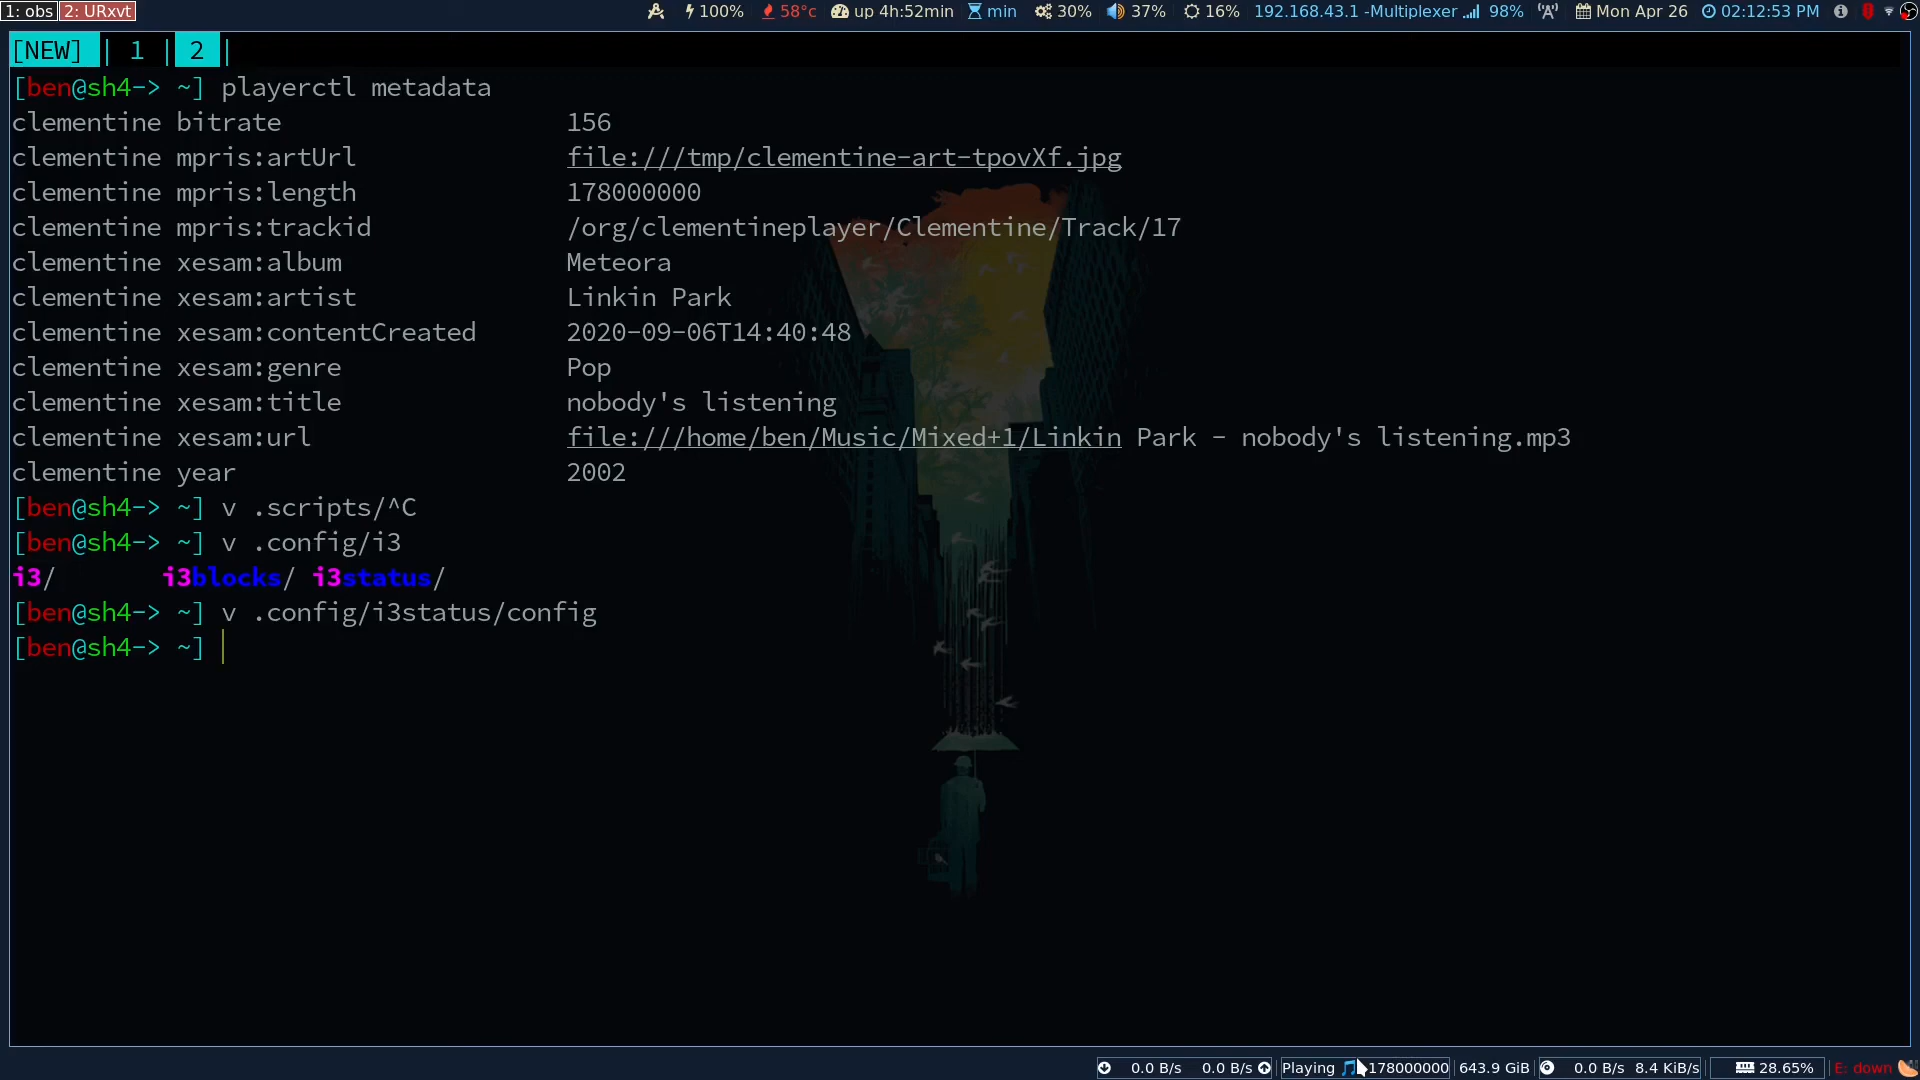 1: obs 2: URxvt 100% 58°c up 4h:52min min 30% 37% 16% 192.168.43.1 -Multiplexer 98% Mon Apr 26 02:12:53 PM
[NEW] | 1 | 2 |
[ben@sh4-> ~] playerctl metadata
clementine bitrate 156
clementine mpris:artUrl file:///tmp/clementine-art-tpovXf.jpg
clementine mpris:length 178000000
clementine mpris:trackid /org/clementineplayer/Clementine/Track/17
clementine xesam:album Meteora
clementine xesam:artist Linkin Park
clementine xesam:contentCreated 2020-09-06T14:40:48
clementine xesam:genre Pop
clementine xesam:title nobody's listening
clementine xesam:url file:///home/ben/Music/Mixed+1/Linkin Park - nobody's listening.mp3
clementine year 2002
[ben@sh4-> ~] v .scripts/^C
[ben@sh4-> ~] v .config/i3
i3/ i3blocks/ i3status/
[ben@sh4-> ~] v .config/i3status/config
[ben@sh4-> ~]
0.0 B/s 0.0 B/s Playing 178000000 643.9 GiB 0.0 B/s 8.4 KiB/s 28.65% E: down